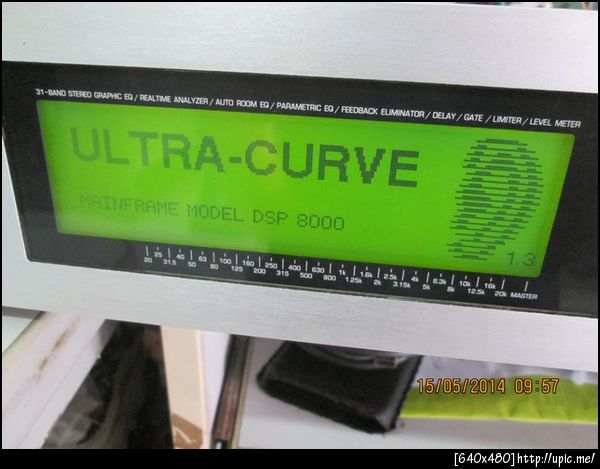 31-BAND STEREO GRAPHIC EQ / REALTIME ANALYZER / AUTO ROOM EQ / PARAMETRIC EQ / FEEDBACK ELIMINATOR / DELAY / GATE / LIMITER / LEVEL METER
ULTRA-CURVE
MAINFRAME MODEL DSP 8000
1.3
25 40 63 100 160 250 400 630 1k 1.6k 2.5k 4k 6.3k 10k 16k
20 31.5 50 80 125 200 315 500 800 1.25k 2k 3.15k 5k 8k 12.5k 20k MASTER
15/05/2014 09:57
[640x480]http://upic.me/